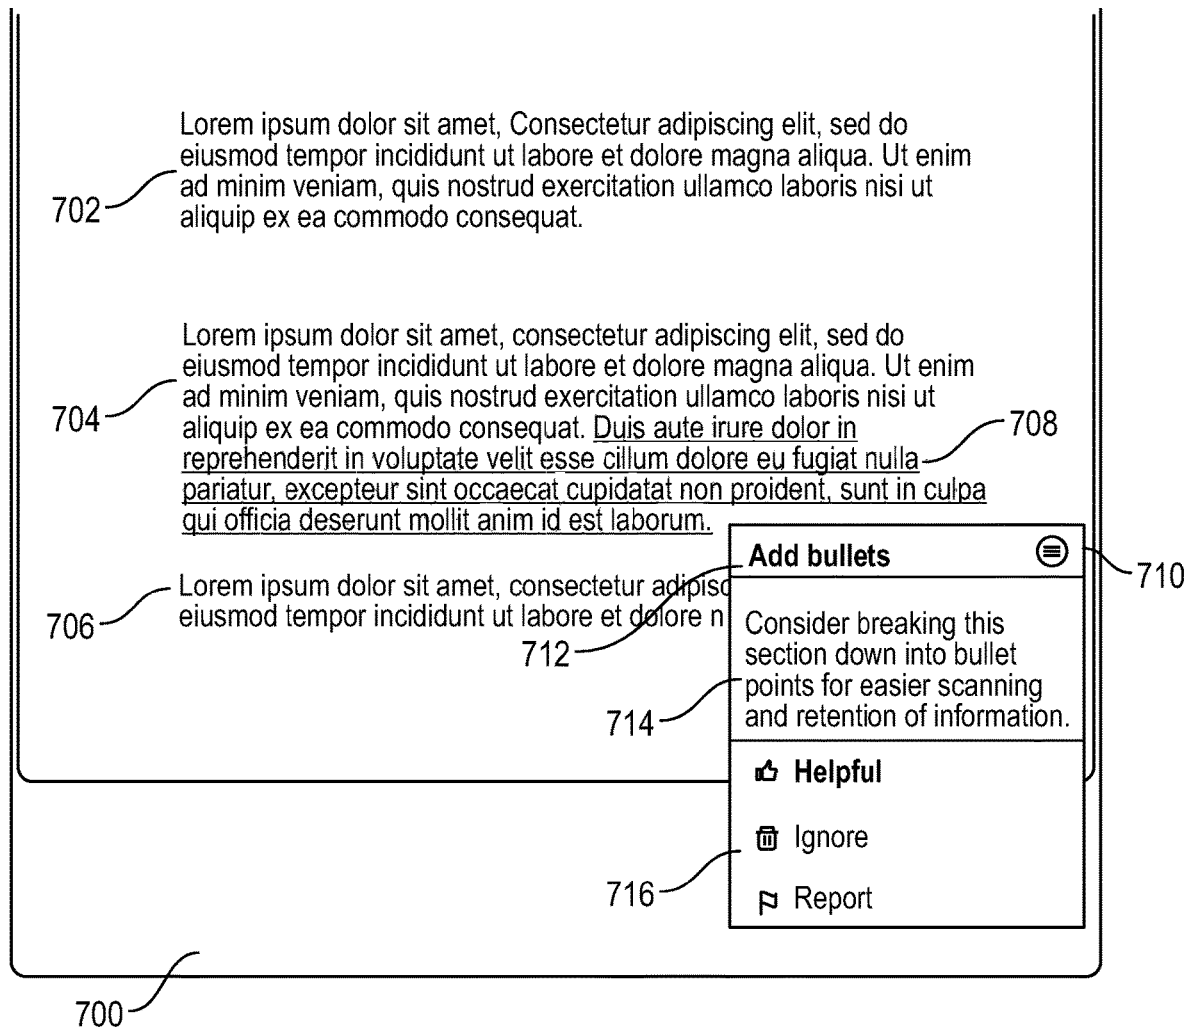 Lorem ipsum dolor sit amet, Consectetur adipiscing elit, sed do
eiusmod tempor incididunt ut labore et dolore magna aliqua. Ut enim
ad minim veniam, quis nostrud exercitation ullamco laboris nisi ut
aliquip ex ea commodo consequat.
702
Lorem ipsum dolor sit amet, consectetur adipiscing elit, sed do
eiusmod tempor incididunt ut labore et dolore magna aliqua. Ut enim
ad minim veniam, quis nostrud exercitation ullamco laboris nisi ut
aliquip ex ea commodo consequat. Duis aute irure dolor in
reprehenderit in voluptate velit esse cillum dolore eu fugiat nulla
pariatur, excepteur sint occaecat cupidatat non proident, sunt in culpa
qui officia deserunt mollit anim id est laborum.
704
708
Lorem ipsum dolor sit amet, consectetur adipisc
eiusmod tempor incididunt ut labore et dolore n
706
Add bullets
710
712
Consider breaking this
section down into bullet
points for easier scanning
and retention of information.
714
Helpful
Ignore
Report
716
700